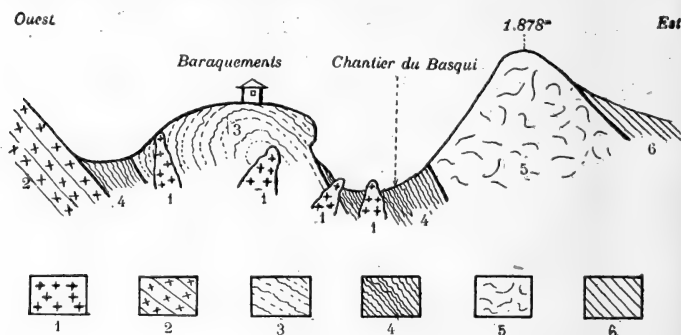 Ouest 1.878m Est
Baraquements Chantier du Basqui
3
2 4 1 1 1 1 4' 5 6
1 2 3 4 5 6